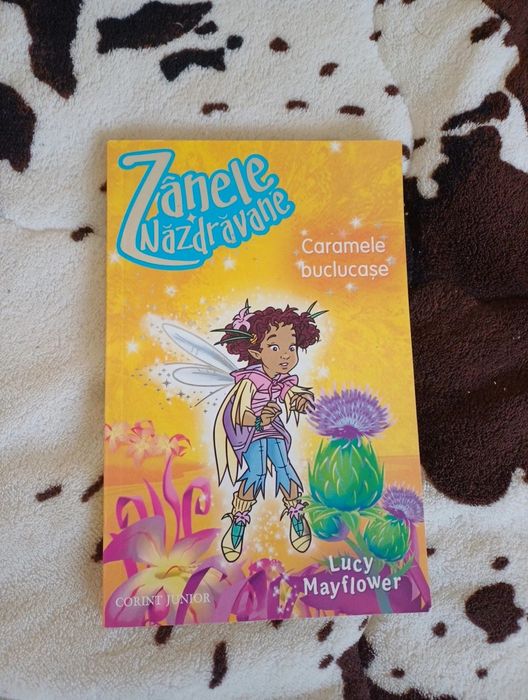 Zânele
Năzdrăvane
Caramele
buclucașe
Lucy
Mayflower
CORINT JUNIOR